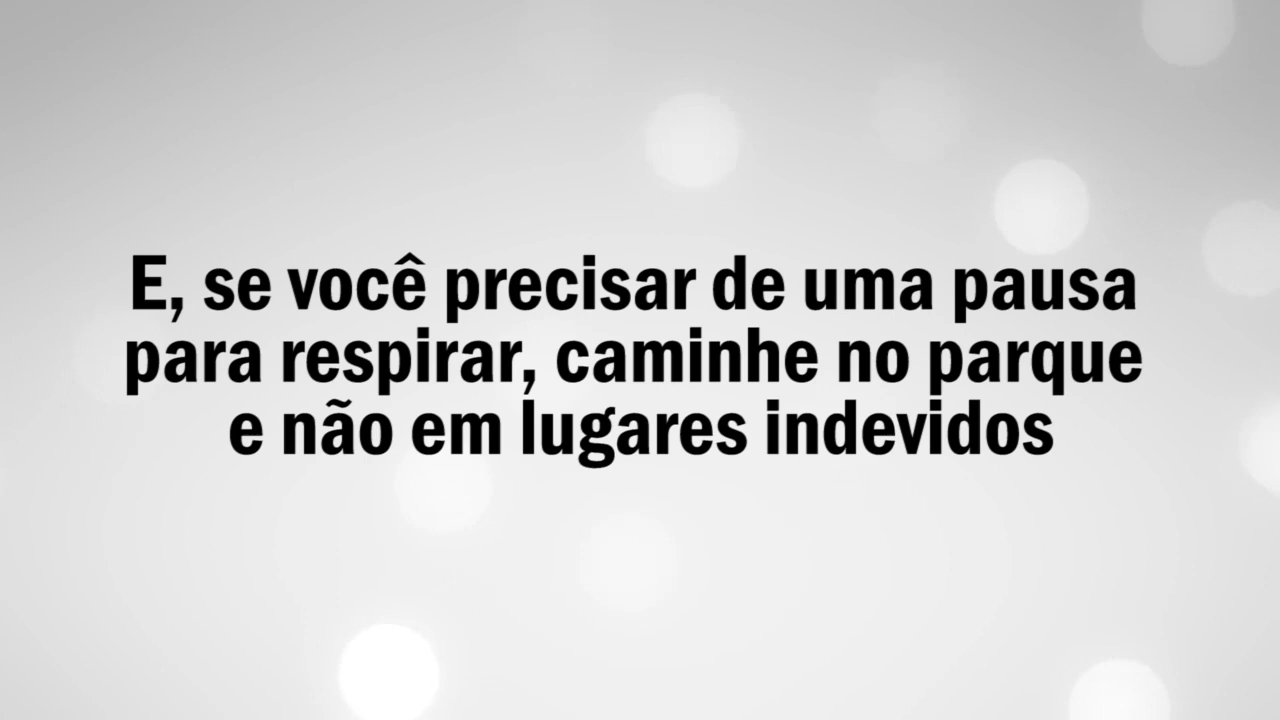 E, se você precisar de uma pausa
para respirar, caminhe no parque
e não em lugares indevidos